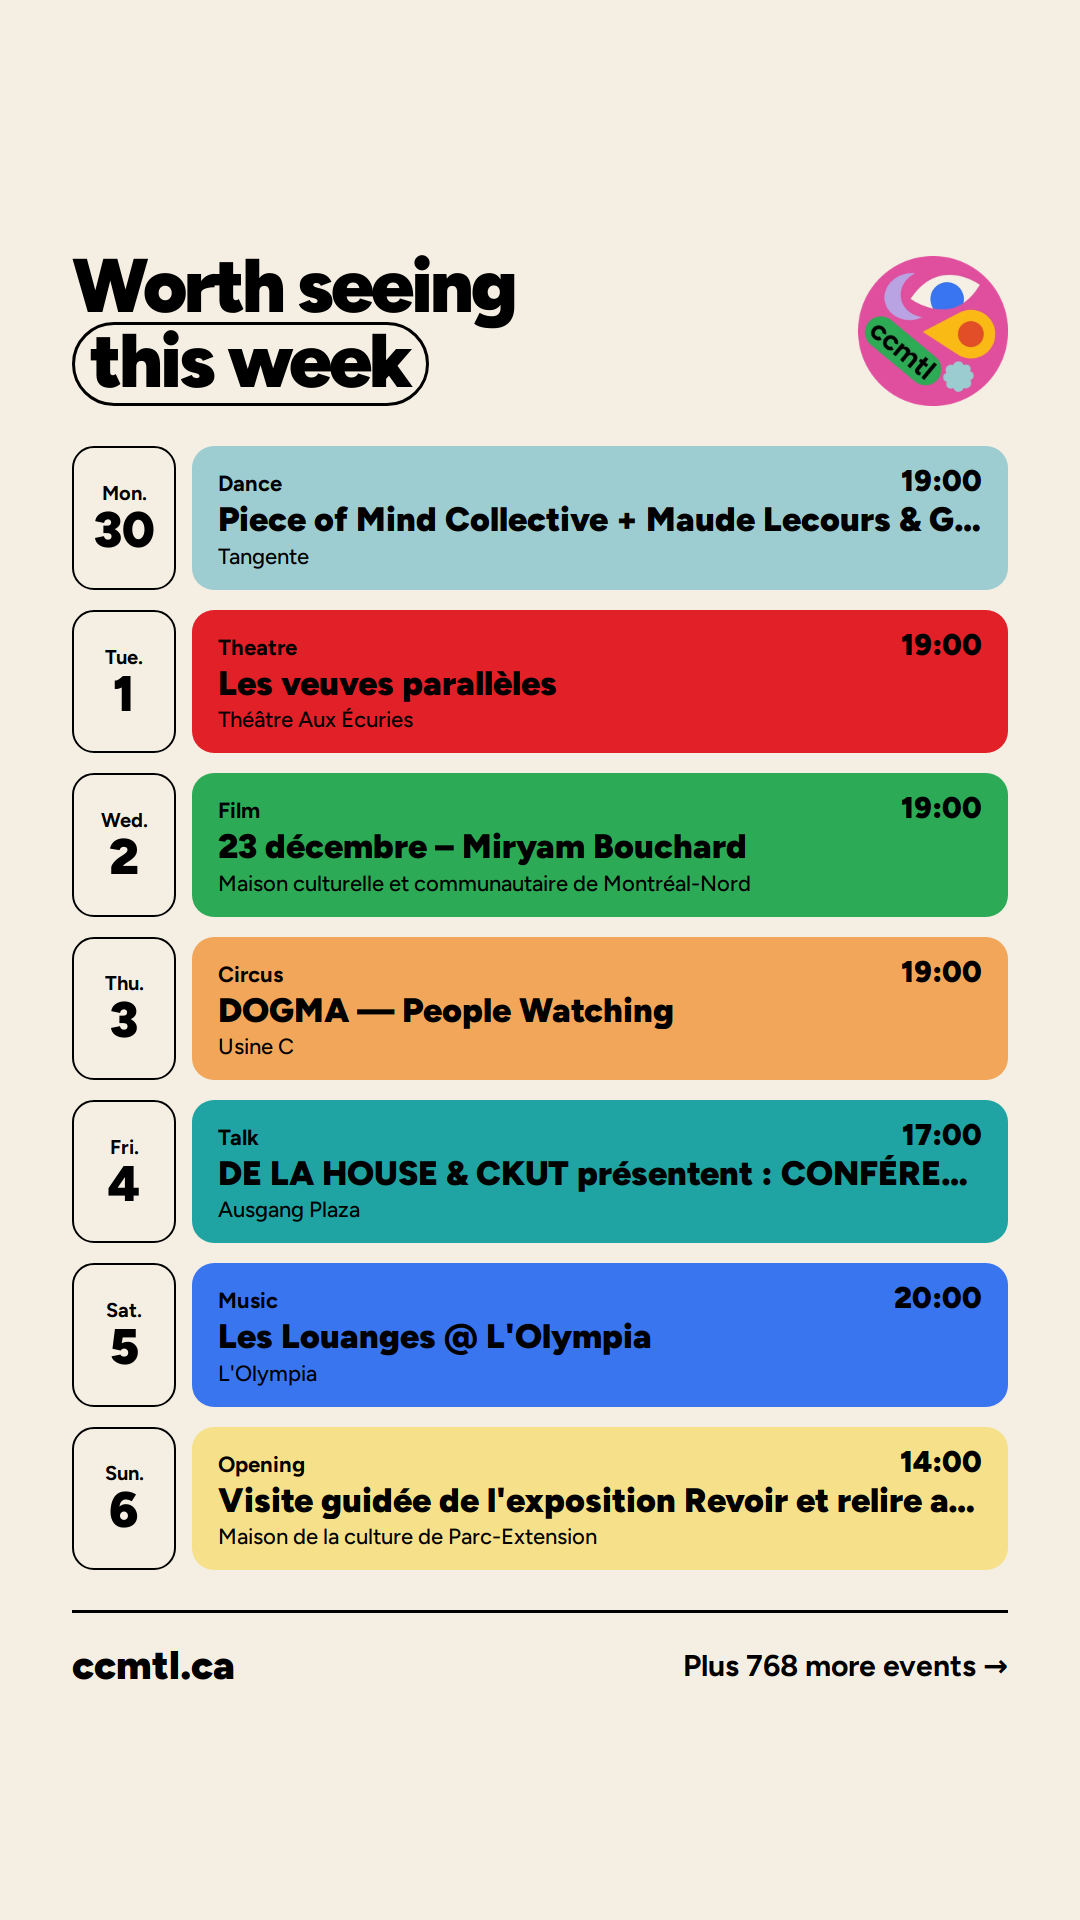 Worth seeing
this week
ccmtl
Mon.
30
Dance
19:00
Piece of Mind Collective + Maude Lecours & G...
Tangente
Tue.
1
Theatre
19:00
Les veuves parallèles
Théâtre Aux Écuries
Wed.
2
Film
19:00
23 décembre – Miryam Bouchard
Maison culturelle et communautaire de Montréal-Nord
Thu.
3
Circus
19:00
DOGMA — People Watching
Usine C
Fri.
4
Talk
17:00
DE LA HOUSE & CKUT présentent : CONFÉRE...
Ausgang Plaza
Sat.
5
Music
20:00
Les Louanges @ L'Olympia
L'Olympia
Sun.
6
Opening
14:00
Visite guidée de l'exposition Revoir et relire a...
Maison de la culture de Parc-Extension
ccmtl.ca
Plus 768 more events →